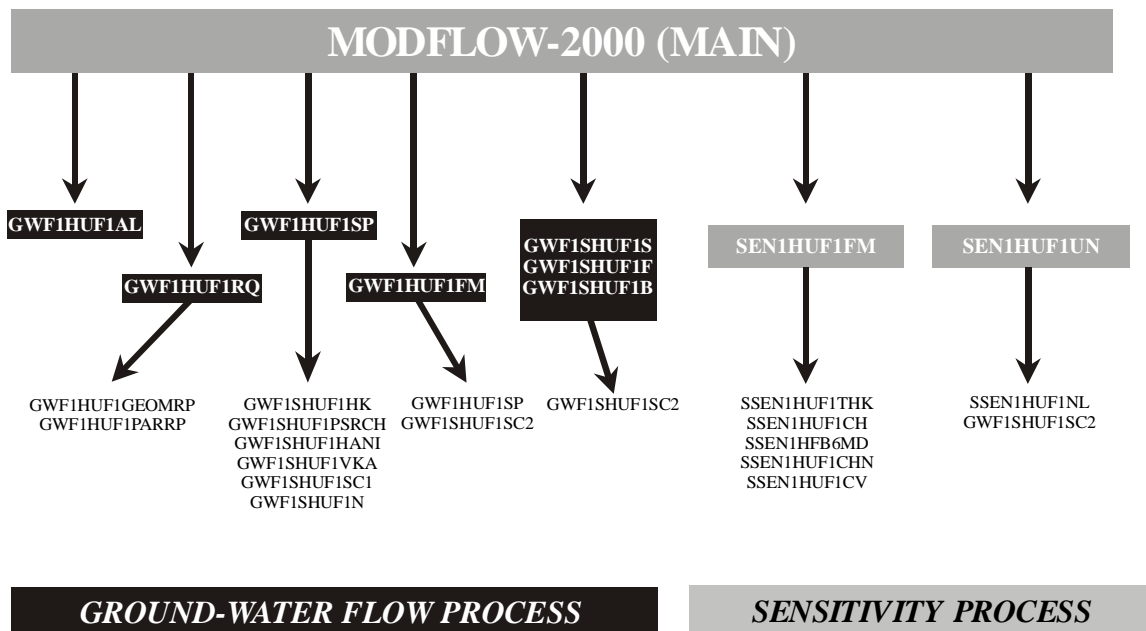 MODFLOW-2000 (MAIN)
GWF1HUF1AL
GWF1HUF1RQ
GWF1HUF1GEOMRP
GWF1HUF1PARRP
GWF1HUF1SP
GWF1SHUF1HK
GWF1SHUF1PSRCH
GWF1SHUF1HANI
GWF1SHUF1VKA
GWF1SHUF1SC1
GWF1SHUF1N
GWF1HUF1FM
GWF1HUF1SP
GWF1SHUF1SC2
GWF1SHUF1S
GWF1SHUF1F
GWF1SHUF1B
GWF1SHUF1SC2
SEN1HUF1FM
SSEN1HUF1THK
SSEN1HUF1CH
SSEN1HFB6MD
SSEN1HUF1CHN
SSEN1HUF1CV
SEN1HUF1UN
SSEN1HUF1NL
GWF1SHUF1SC2
GROUND-WATER FLOW PROCESS
SENSITIVITY PROCESS